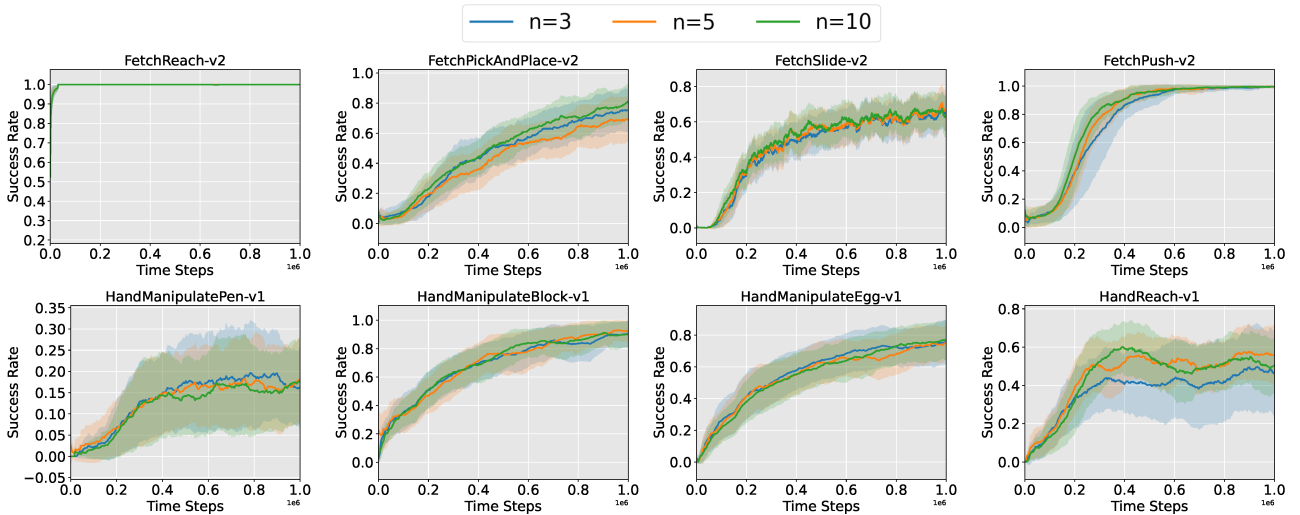 n=3 n=5 n=10
FetchReach-v2
1.0
0.9
0.8
0.7
0.6
0.5
0.4
0.3
0.2
Success Rate
0.0 0.2 0.4 0.6 0.8 1.0
Time Steps
1e6
FetchPickAndPlace-v2
1.0
0.8
0.6
0.4
0.2
0.0
Success Rate
0.0 0.2 0.4 0.6 0.8 1.0
Time Steps
1e6
FetchSlide-v2
0.8
0.6
0.4
0.2
0.0
Success Rate
0.0 0.2 0.4 0.6 0.8 1.0
Time Steps
1e6
FetchPush-v2
1.0
0.8
0.6
0.4
0.2
0.0
Success Rate
0.0 0.2 0.4 0.6 0.8 1.0
Time Steps
1e6
HandManipulatePen-v1
0.35
0.30
0.25
0.20
0.15
0.10
0.05
0.00
−0.05
Success Rate
0.0 0.2 0.4 0.6 0.8 1.0
Time Steps
1e6
HandManipulateBlock-v1
1.0
0.8
0.6
0.4
0.2
0.0
Success Rate
0.0 0.2 0.4 0.6 0.8 1.0
Time Steps
1e6
HandManipulateEgg-v1
0.8
0.6
0.4
0.2
0.0
Success Rate
0.0 0.2 0.4 0.6 0.8 1.0
Time Steps
1e6
HandReach-v1
0.8
0.6
0.4
0.2
0.0
Success Rate
0.0 0.2 0.4 0.6 0.8 1.0
Time Steps
1e6